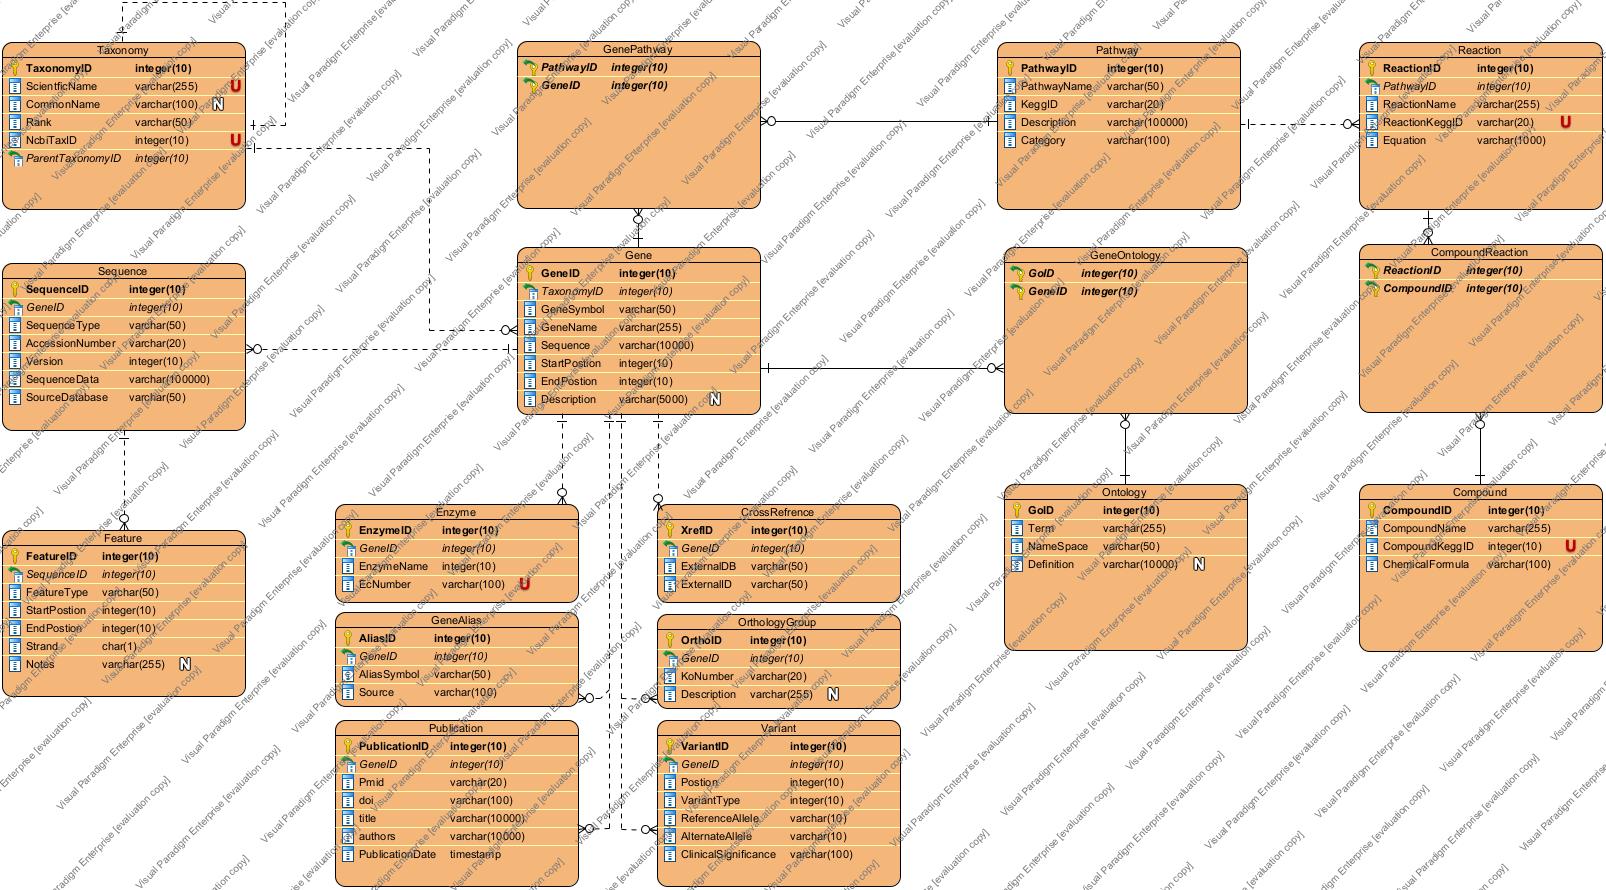 Taxonomy
TaxonomyID integer(10)
ScientficName varchar(255) U
CommonName varchar(100) N
Rank varchar(50)
NcbiTaxID integer(10) U
ParentTaxonomyID integer(10)
GenePathway
PathwayID integer(10)
GeneID integer(10)
Pathway
PathwayID integer(10)
PathwayName varchar(50)
KeggID varchar(20)
Description varchar(100000)
Category varchar(100)
Reaction
ReactionID integer(10)
PathwayID integer(10)
ReactionName varchar(255)
ReactionKeggID varchar(20) U
Equation varchar(1000)
Sequence
SequenceID integer(10)
GeneID integer(10)
SequenceType varchar(50)
AccessionNumber varchar(20)
Version integer(10)
SequenceData varchar(100000)
SourceDatabase varchar(50)
Gene
GeneID integer(10)
TaxonomyID integer(10)
GeneSymbol varchar(50)
GeneName varchar(255)
Sequence varchar(10000)
StartPostion integer(10)
EndPostion integer(10)
Description varchar(5000) N
GeneOntology
GoID integer(10)
GeneID integer(10)
CompoundReaction
ReactionID integer(10)
CompoundID integer(10)
Feature
FeatureID integer(10)
SequenceID integer(10)
FeatureType varchar(50)
StartPostion integer(10)
EndPostion integer(10)
Strand char(1)
Notes varchar(255) N
Enzyme
EnzymeID integer(10)
GeneID integer(10)
EnzymeName integer(10)
EcNumber varchar(100) U
CrossRefrence
XrefID integer(10)
GeneID integer(10)
ExternalDB varchar(50)
ExternalID varchar(50)
Ontology
GoID integer(10)
Term varchar(255)
NameSpace varchar(50)
Definition varchar(10000) N
Compound
CompoundID integer(10)
CompoundName varchar(255)
CompoundKeggID integer(10) U
ChemicalFormula varchar(100)
GeneAlias
AliasID integer(10)
GeneID integer(10)
AliasSymbol varchar(50)
Source varchar(100)
OrthologyGroup
OrthoID integer(10)
GeneID integer(10)
KoNumber varchar(20)
Description varchar(255) N
Publication
PublicationID integer(10)
GeneID integer(10)
Pmid varchar(20)
doi varchar(100)
title varchar(10000)
authors varchar(10000)
PublicationDate timestamp
Variant
VariantID integer(10)
GeneID integer(10)
Postion integer(10)
VariantType integer(10)
ReferenceAllele varchar(10)
AlternateAllele varchar(10)
ClinicalSignificance varchar(100)
Visual Paradigm Enterprise [evaluation copy]